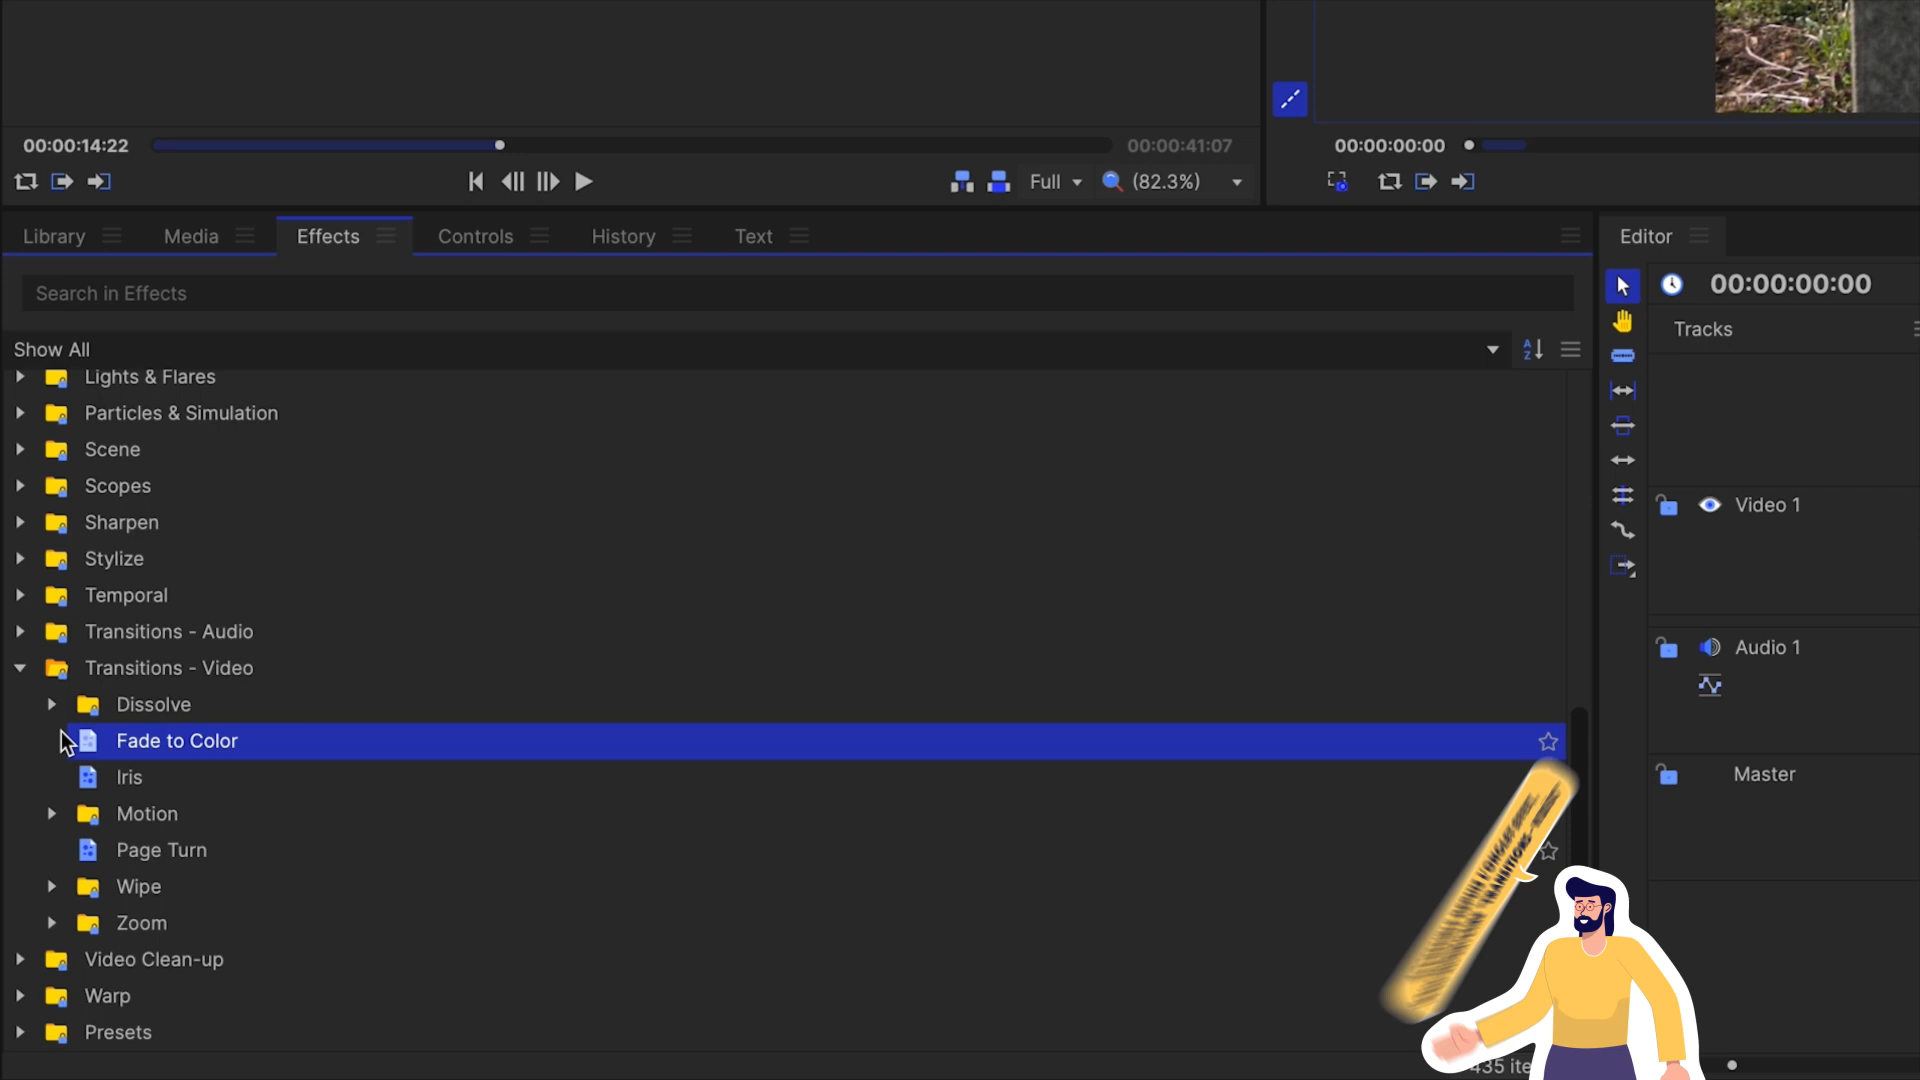 00:00:14:22
00:00:41:07
00:00:00:00
Full
(82.3%)
Library
Media
Effects
Controls
History
Text
Editor
Search in Effects
00:00:00:00
Show All
Tracks
Lights & Flares
Particles & Simulation
Scene
Scopes
Sharpen
Stylize
Temporal
Transitions - Audio
Transitions - Video
Dissolve
Fade to Color
Iris
Motion
Page Turn
Wipe
Zoom
Video Clean-up
Warp
Presets
Video 1
Audio 1
Master